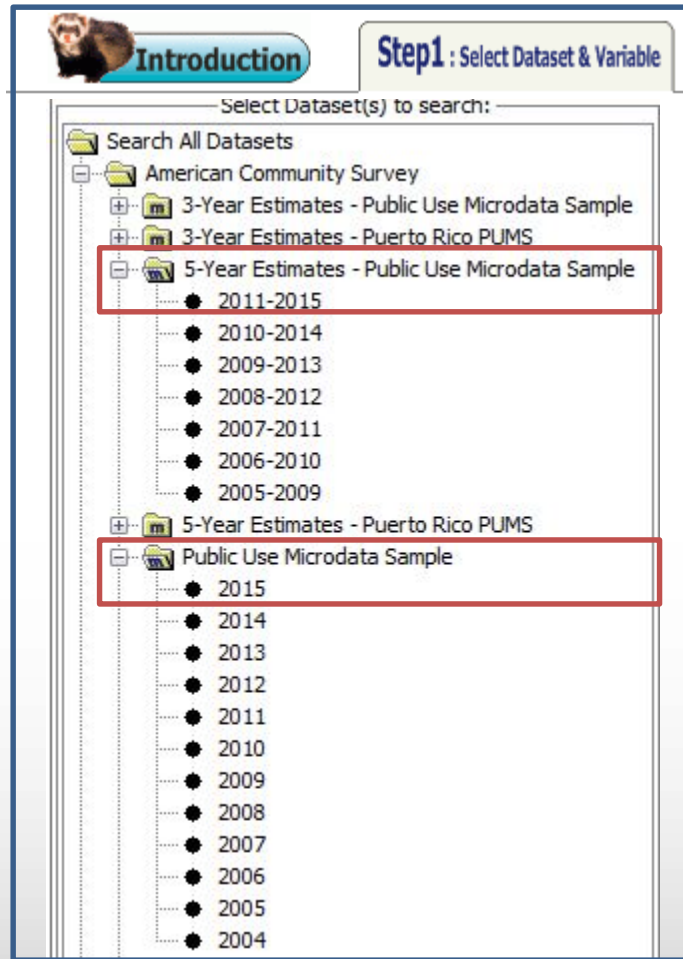 Introduction
Step1 : Select Dataset & Variable
Select Dataset(s) to search:
Search All Datasets
American Community Survey
m 3-Year Estimates - Public Use Microdata Sample
m 3-Year Estimates - Puerto Rico PUMS
m 5-Year Estimates - Public Use Microdata Sample
2011-2015
2010-2014
2009-2013
2008-2012
2007-2011
2006-2010
2005-2009
m 5-Year Estimates - Puerto Rico PUMS
m Public Use Microdata Sample
2015
2014
2013
2012
2011
2010
2009
2008
2007
2006
2005
2004